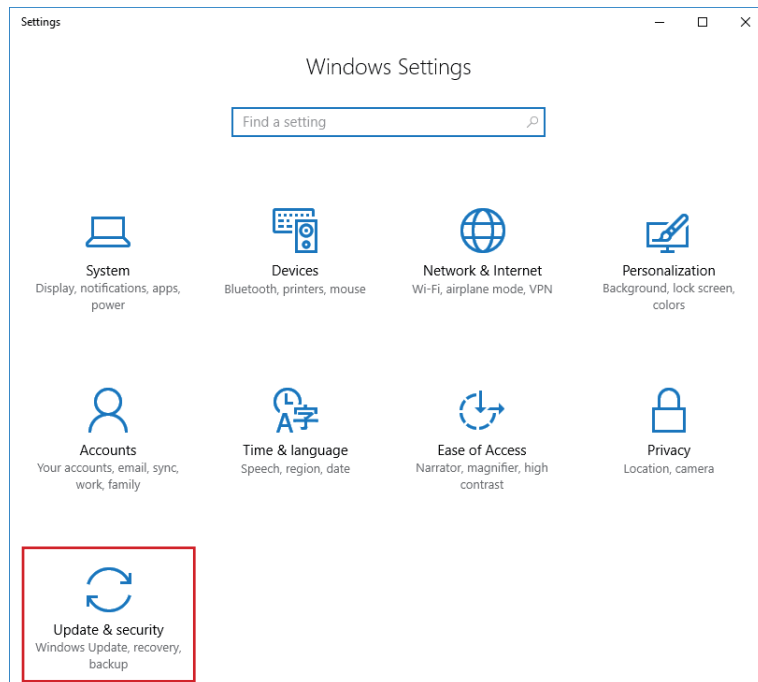 Settings
Windows Settings
Find a setting
System
Display, notifications, apps,
power
Devices
Bluetooth, printers, mouse
Network & Internet
Wi-Fi, airplane mode, VPN
Personalization
Background, lock screen,
colors
Accounts
Your accounts, email, sync,
work, family
A字
Time & language
Speech, region, date
Ease of Access
Narrator, magnifier, high
contrast
Privacy
Location, camera
Update & security
Windows Update, recovery,
backup